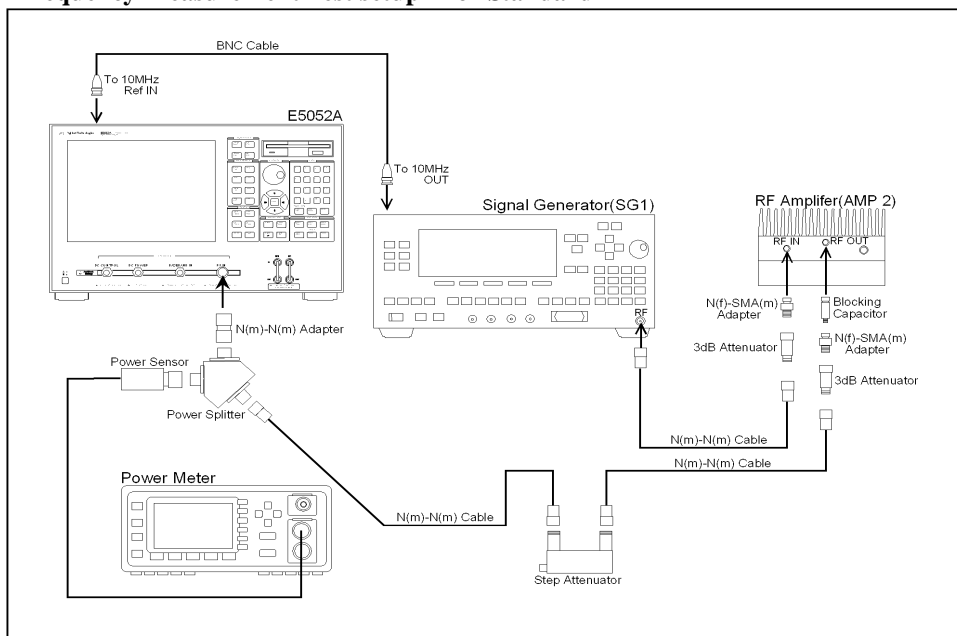 BNC Cable
To 10MHz
Ref IN
E5052A
To 10MHz
OUT
Signal Generator(SG1)
RF Amplifer(AMP 2)
RF IN
RF OUT
N(f)-SMA(m)
Adapter
Blocking
Capacitor
N(m)-N(m) Adapter
RF
3dB Attenuator
N(f)-SMA(m)
Adapter
Power Sensor
3dB Attenuator
Power Splitter
N(m)-N(m) Cable
N(m)-N(m) Cable
Power Meter
N(m)-N(m) Cable
Step Attenuator